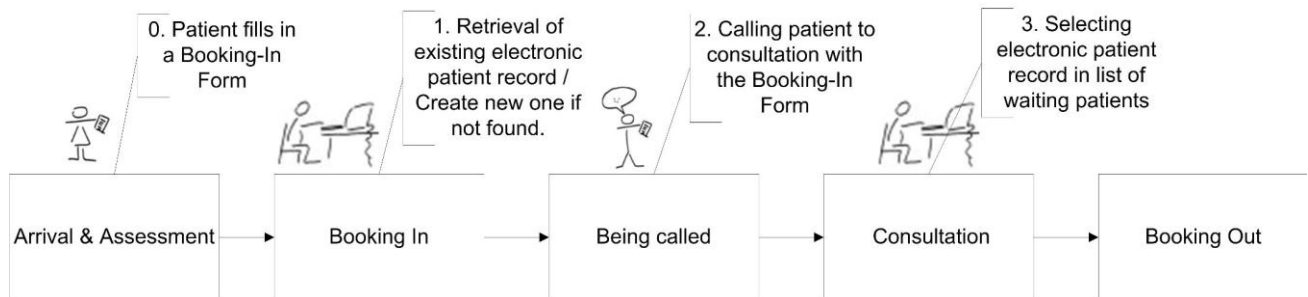 0. Patient fills in
a Booking-In
Form
1. Retrieval of
existing electronic
patient record /
Create new one if
not found.
2. Calling patient to
consultation with
the Booking-In
Form
3. Selecting
electronic patient
record in list of
waiting patients
Arrival & Assessment
Booking In
Being called
Consultation
Booking Out